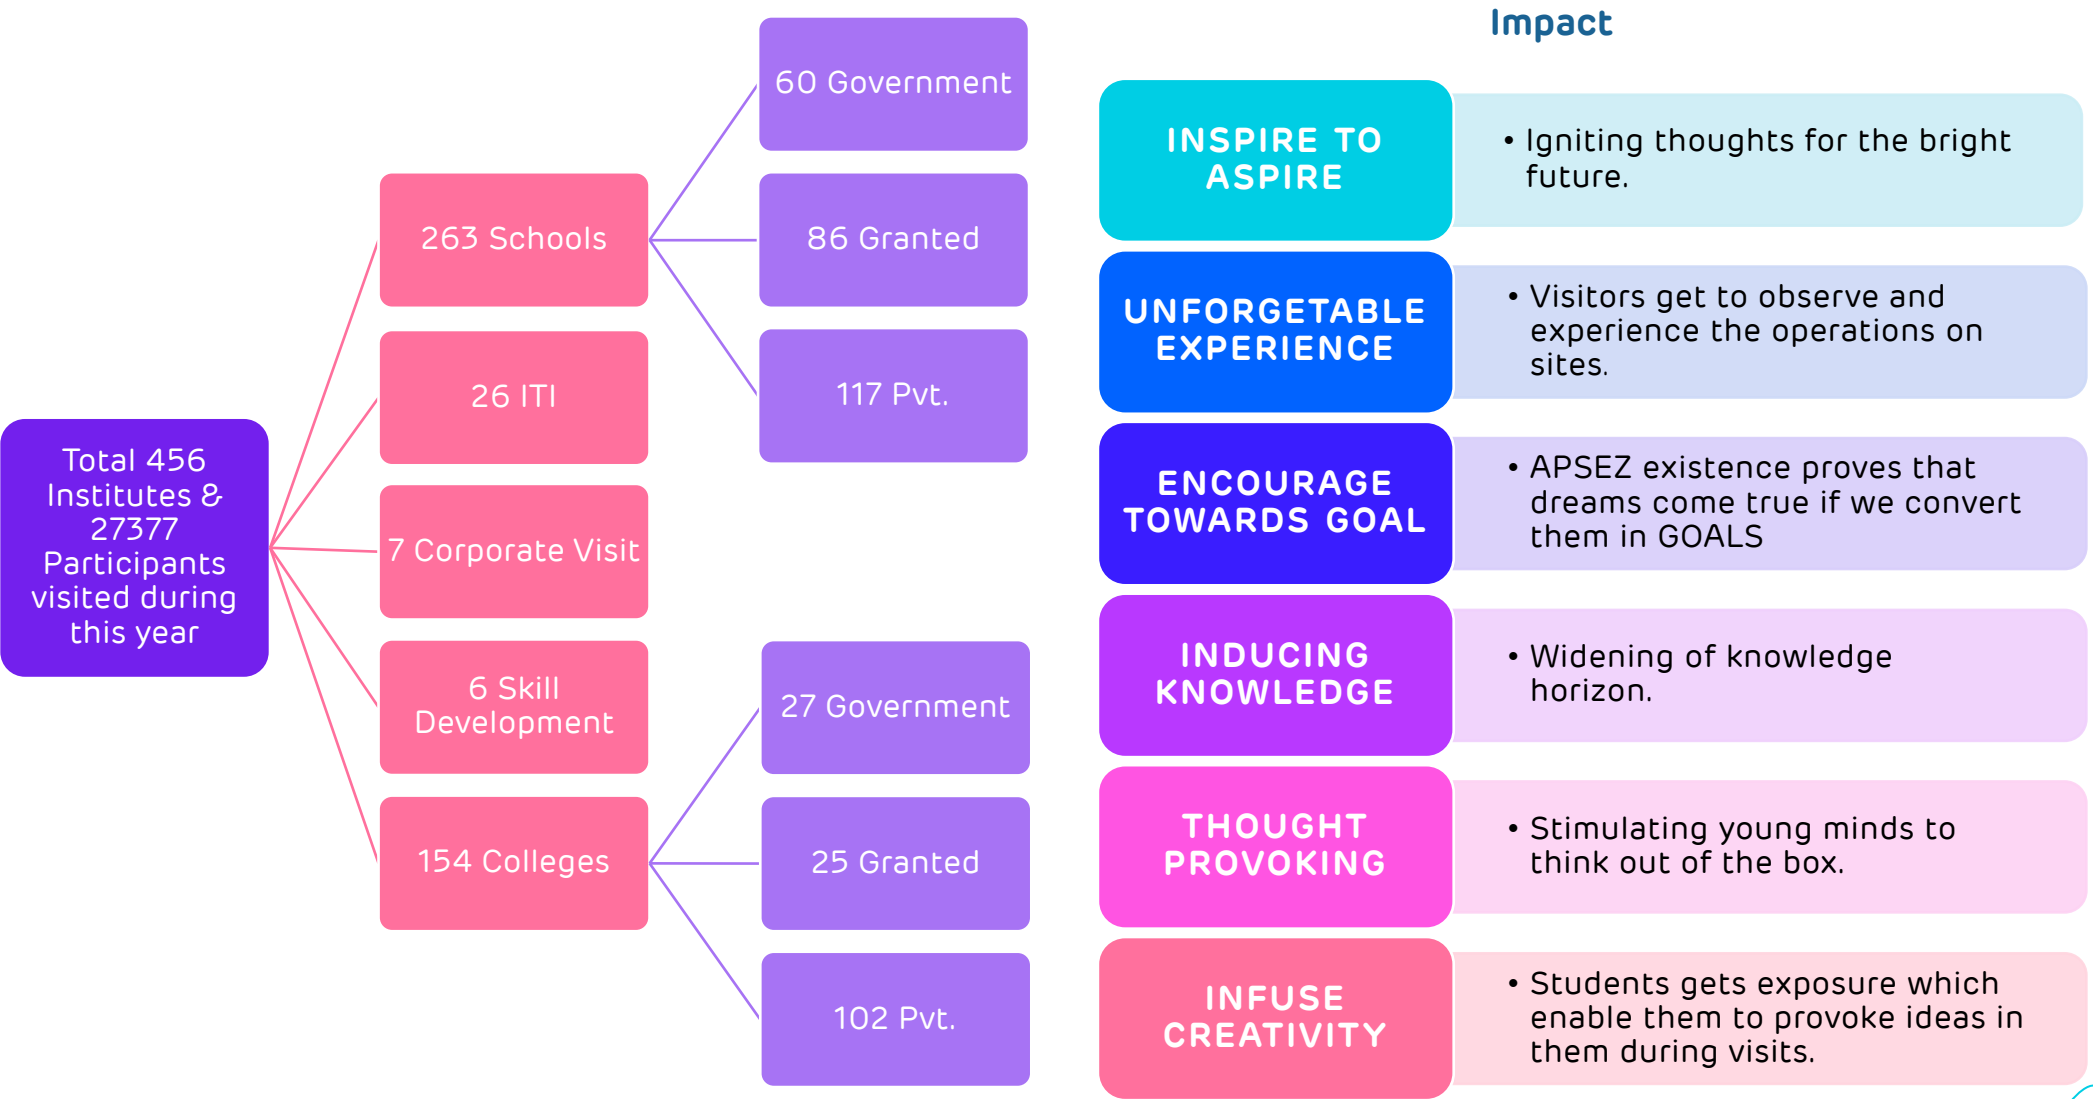 Total 456
Institutes &
27377
Participants
visited during
this year
263 Schools
26 ITI
7 Corporate Visit
6 Skill
Development
154 Colleges
60 Government
86 Granted
117 Pvt.
27 Government
25 Granted
102 Pvt.
Impact
INSPIRE TO
ASPIRE
• Igniting thoughts for the bright
future.
UNFORGETABLE
EXPERIENCE
• Visitors get to observe and
experience the operations on
sites.
ENCOURAGE
TOWARDS GOAL
• APSEZ existence proves that
dreams come true if we convert
them in GOALS
INDUCING
KNOWLEDGE
• Widening of knowledge
horizon.
THOUGHT
PROVOKING
• Stimulating young minds to
think out of the box.
INFUSE
CREATIVITY
• Students gets exposure which
enable them to provoke ideas in
them during visits.